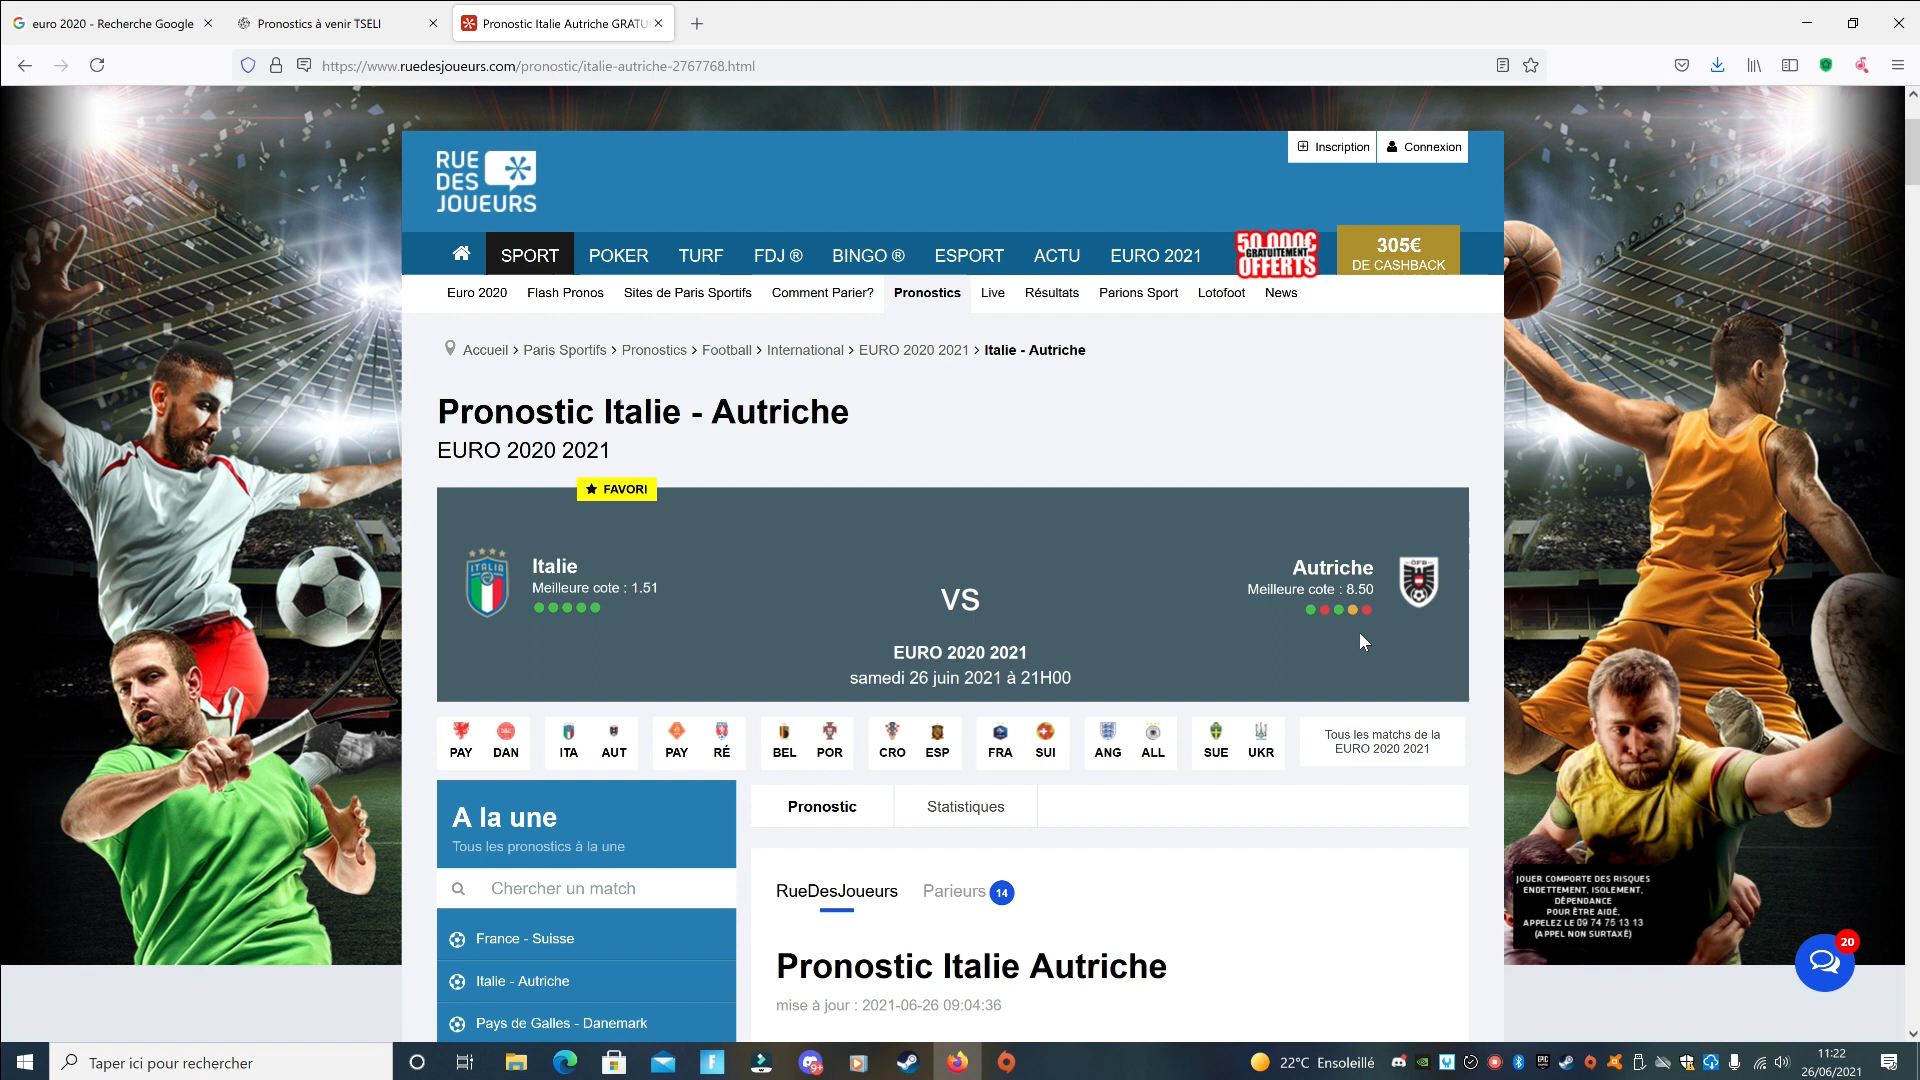 euro 2020 - Recherche Google
Pronostics à venir TSELI
Pronostic Italie Autriche GRATU
https://www.ruedesjoueurs.com/pronostic/italie-autriche-2767768.html
RUE
DES
JOUEURS
Inscription
Connexion
SPORT
POKER
TURF
FDJ ®
BINGO ®
ESPORT
ACTU
EURO 2021
50.000€
GRATUITEMENT
OFFERTS
305€
DE CASHBACK
Euro 2020
Flash Pronos
Sites de Paris Sportifs
Comment Parier?
Pronostics
Live
Résultats
Parions Sport
Lotofoot
News
Accueil > Paris Sportifs > Pronostics > Football > International > EURO 2020 2021 > Italie - Autriche
Pronostic Italie - Autriche
EURO 2020 2021
FAVORI
ITALIA
Italie
Meilleure cote : 1.51
VS
Autriche
Meilleure cote : 8.50
EURO 2020 2021
samedi 26 juin 2021 à 21H00
PAY DAN
ITA AUT
PAY RÉ
BEL POR
CRO ESP
FRA SUI
ANG ALL
SUE UKR
Tous les matchs de la
EURO 2020 2021
A la une
Tous les pronostics à la une
Chercher un match
France - Suisse
Italie - Autriche
Pays de Galles - Danemark
Pronostic
Statistiques
RueDesJoueurs
Parieurs 14
Pronostic Italie Autriche
mise à jour : 2021-06-26 09:04:36
JOUER COMPORTE DES RISQUES
ENDETTEMENT, ISOLEMENT,
DÉPENDANCE
POUR ÊTRE AIDÉ,
APPELEZ LE 09 74 75 13 13
(APPEL NON SURTAXÉ)
20
Taper ici pour rechercher
9+
22°C Ensoleillé
11:22
26/06/2021